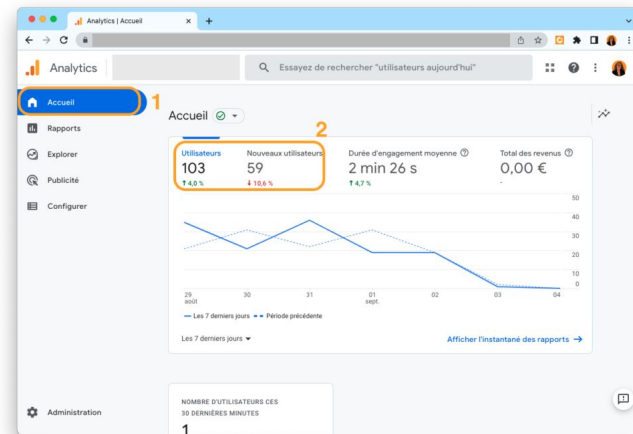 Analytics | Accueil
Analytics
Essayez de rechercher "utilisateurs aujourd'hui"
Accueil
1
Rapports
Explorer
Publicité
Configurer
Administration
Accueil
2
Utilisateurs
103
↑ 4,0 %
Nouveaux utilisateurs
59
↓ 10,6 %
Durée d'engagement moyenne
2 min 26 s
↑ 4,7 %
Total des revenus
0,00 €
-
50
40
30
20
10
0
29 août
30
31
01 sept.
02
03
04
Les 7 derniers jours
Période précédente
Les 7 derniers jours
Afficher l'instantané des rapports →
NOMBRE D'UTILISATEURS CES
30 DERNIÈRES MINUTES
1